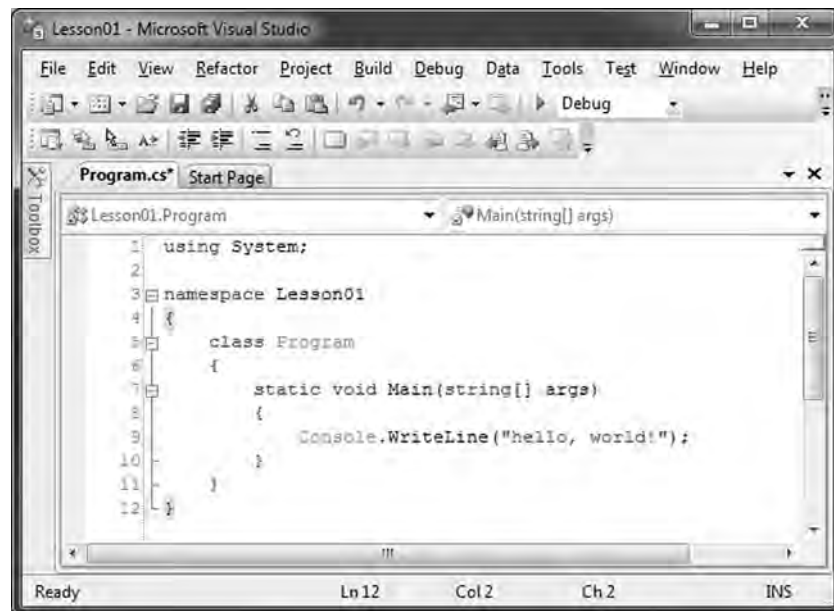 Lesson01 - Microsoft Visual Studio
File Edit View Refactor Project Build Debug Data Tools Test Window Help
Debug
Toolbox
Program.cs* Start Page
Lesson01.Program Main(string[] args)
1 using System;
2
3 namespace Lesson01
4 {
5 class Program
6 {
7 static void Main(string[] args)
8 {
9 Console.WriteLine("hello, world!");
10 }
11 }
12 }
Ready Ln 12 Col 2 Ch 2 INS